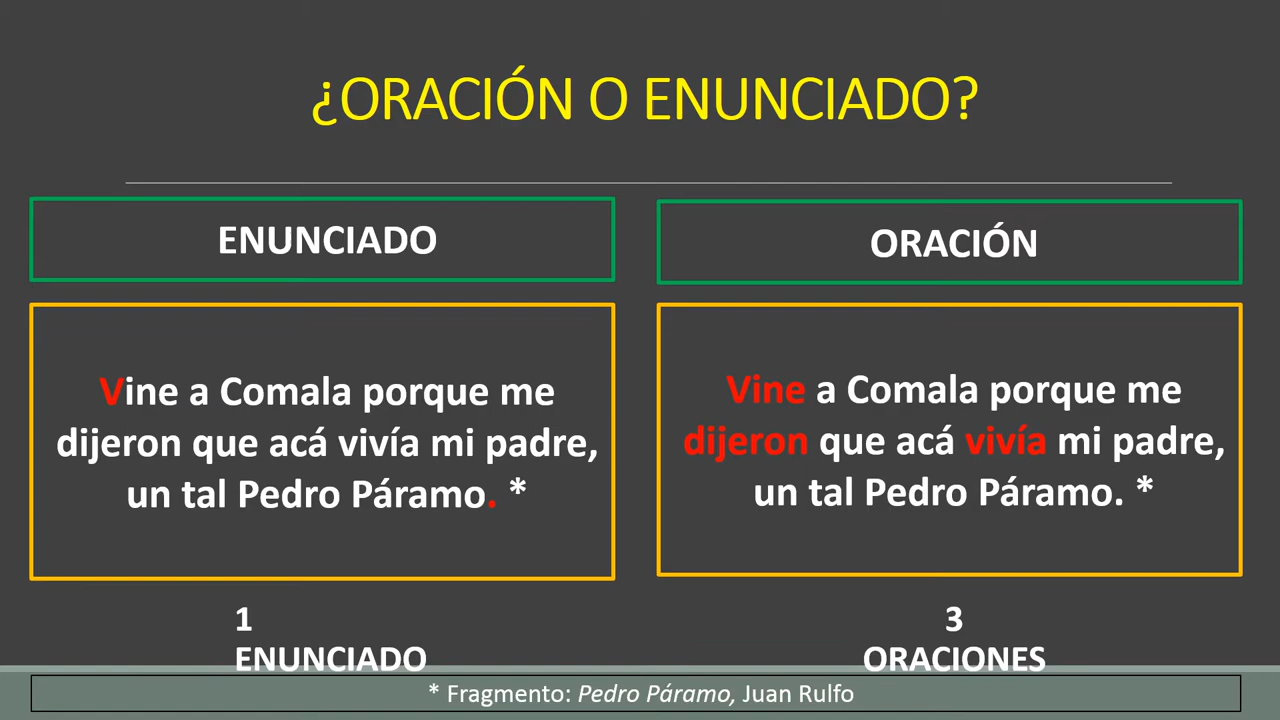 ¿ORACIÓN O ENUNCIADO?
ENUNCIADO
Vine a Comala porque me
dijeron que acá vivía mi padre,
un tal Pedro Páramo. *
1
ENUNCIADO
ORACIÓN
Vine a Comala porque me
dijeron que acá vivía mi padre,
un tal Pedro Páramo. *
3
ORACIONES
* Fragmento: Pedro Páramo, Juan Rulfo